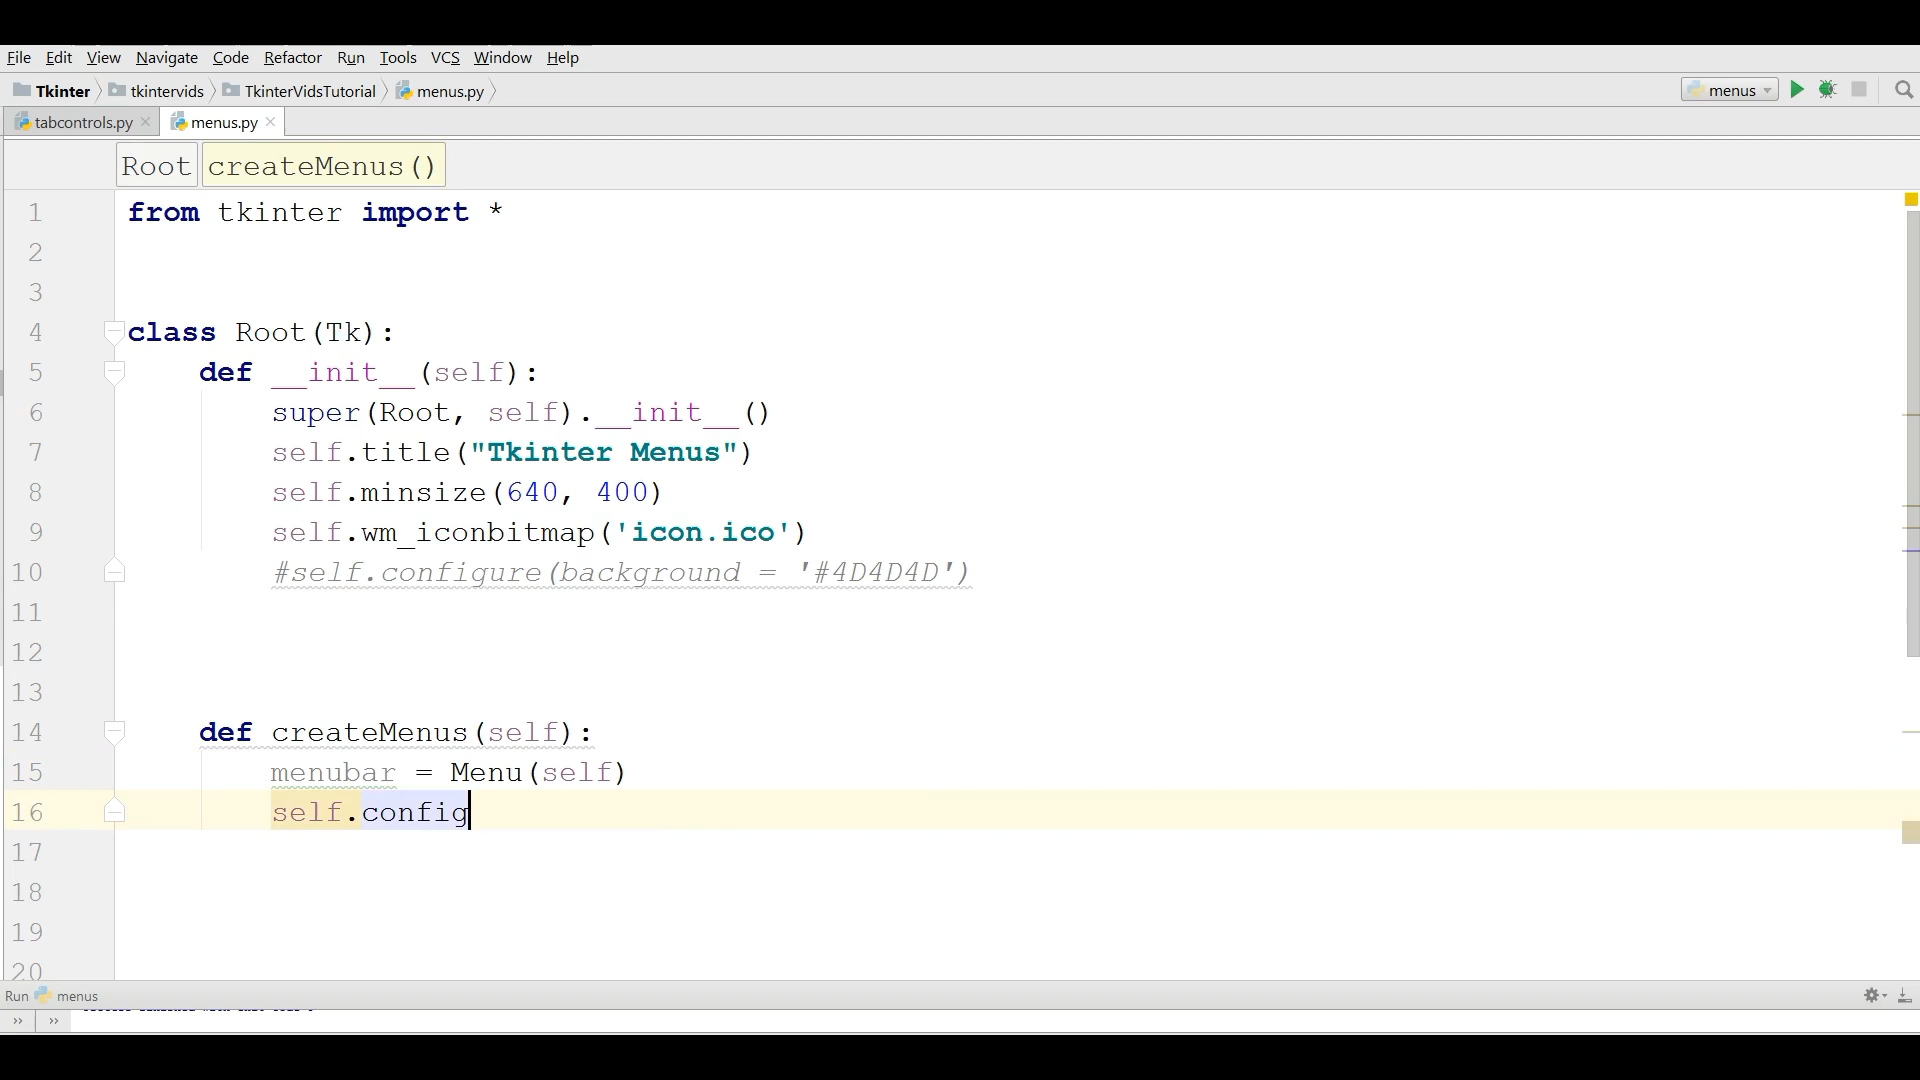 File Edit View Navigate Code Refactor Run Tools VCS Window Help
Tkinter tkintervids TkinterVidsTutorial menus.py menus
tabcontrols.py menus.py
Root createMenus()
1 from tkinter import *
2
3
4 class Root(Tk):
5 def __init__(self):
6 super(Root, self).__init__()
7 self.title("Tkinter Menus")
8 self.minsize(640, 400)
9 self.wm_iconbitmap('icon.ico')
10 #self.configure(background = '#4D4D4D')
11
12
13
14 def createMenus(self):
15 menubar = Menu(self)
16 self.config
17
18
19
20
Run menus